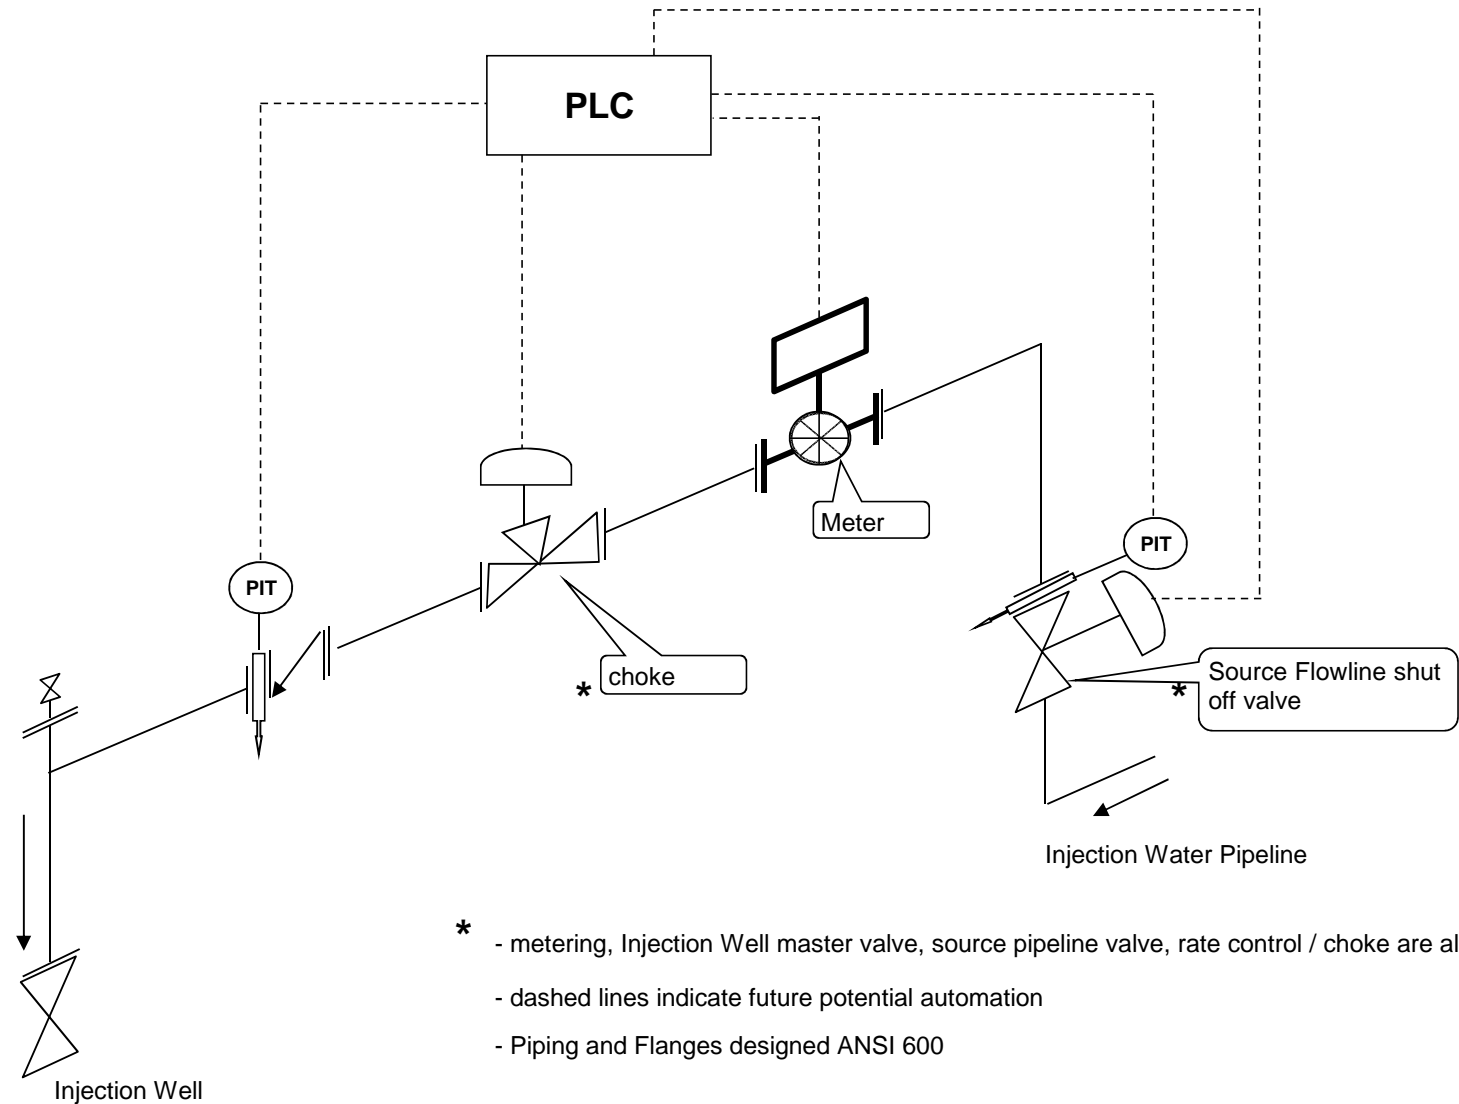 PLC
Meter
PIT
PIT
choke
*
Source Flowline shut
off valve
*
Injection Water Pipeline
*
- metering, Injection Well master valve, source pipeline valve, rate control / choke are al
- dashed lines indicate future potential automation
- Piping and Flanges designed ANSI 600
Injection Well